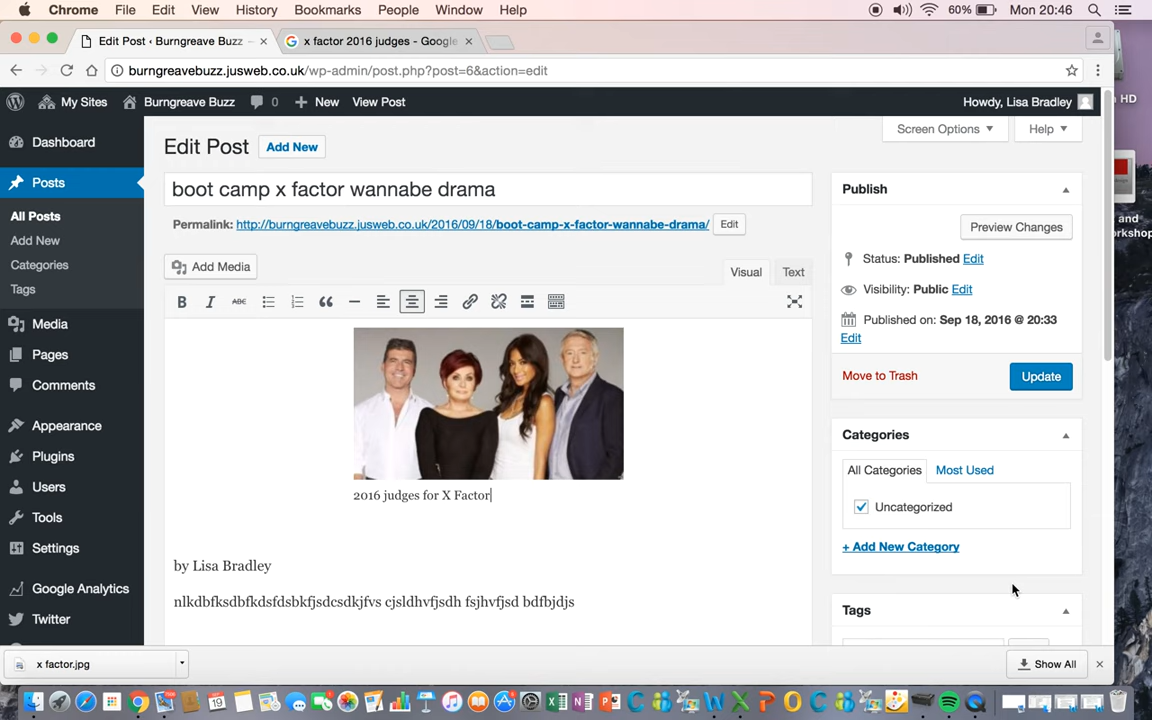 Chrome File Edit View History Bookmarks People Window Help 60% Mon 20:46
Edit Post ‹ Burngreave Buzz — × x factor 2016 judges - Google ×
burngreavebuzz.jusweb.co.uk/wp-admin/post.php?post=6&action=edit
My Sites Burngreave Buzz 0 + New View Post Howdy, Lisa Bradley
HD
Dashboard
Posts
All Posts
Add New
Categories
Tags
Media
Pages
Comments
Appearance
Plugins
Users
Tools
Settings
Google Analytics
Twitter
Screen Options Help
Edit Post Add New
boot camp x factor wannabe drama
Permalink: http://burngreavebuzz.jusweb.co.uk/2016/09/18/boot-camp-x-factor-wannabe-drama/ Edit
Add Media Visual Text
B I ABC
2016 judges for X Factor
by Lisa Bradley
nlkdbfksdbfkdsfdsbkfjsdcsdkjfvs cjsldhvfjsdh fsjhvfjsd bdfbjdjs
Publish
Preview Changes
Status: Published Edit
Visibility: Public Edit
Published on: Sep 18, 2016 @ 20:33
Edit
Move to Trash Update
Categories
All Categories Most Used
Uncategorized
+ Add New Category
Tags
and
x factor.jpg Show All